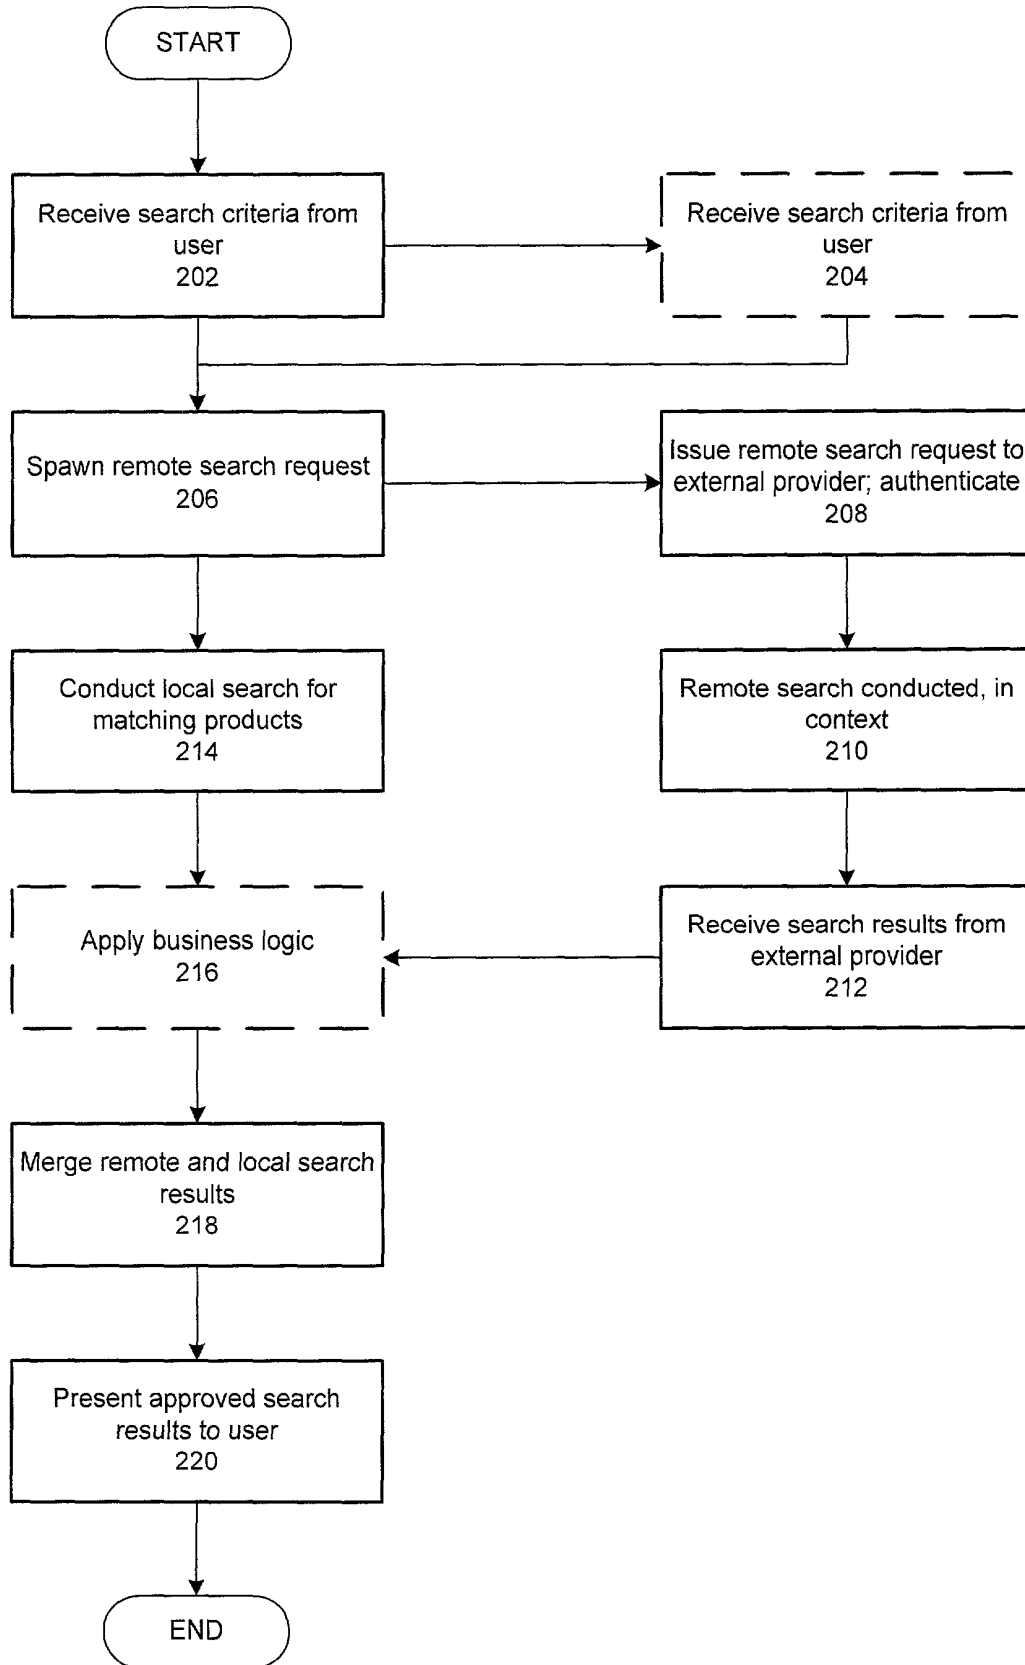 START
Receive search criteria from
user
202
Receive search criteria from
user
204
Spawn remote search request
206
Issue remote search request to
external provider; authenticate
208
Conduct local search for
matching products
214
Remote search conducted, in
context
210
Apply business logic
216
Receive search results from
external provider
212
Merge remote and local search
results
218
Present approved search
results to user
220
END